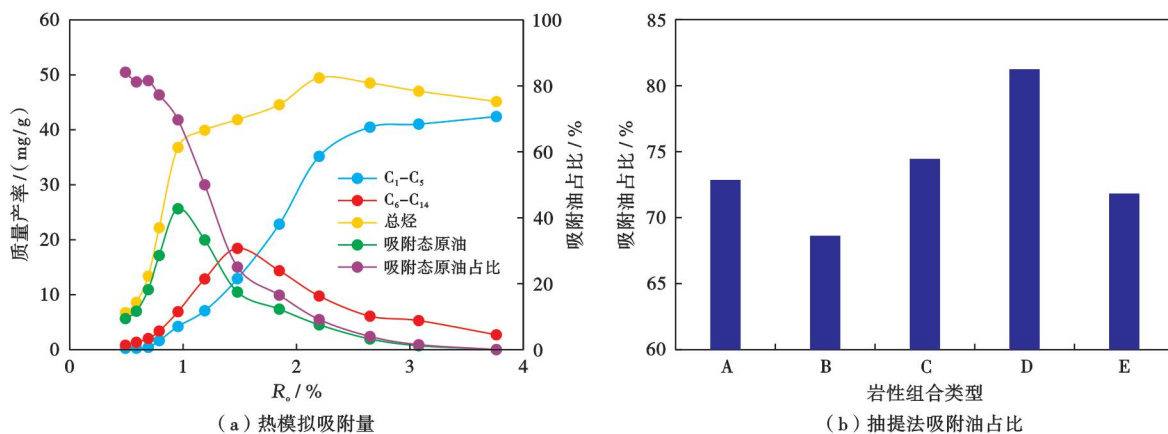 60
50
40
30
20
10
0
质量产率/(mg/g)
100
80
60
40
20
0
吸附油占比/%
C₁–C₅
C₆–C₁₄
总烃
吸附态原油
吸附态原油占比
0 1 2 3 4
Rₒ/%
(a)热模拟吸附量
85
80
75
70
65
60
吸附油占比/%
A B C D E
岩性组合类型
(b)抽提法吸附油占比